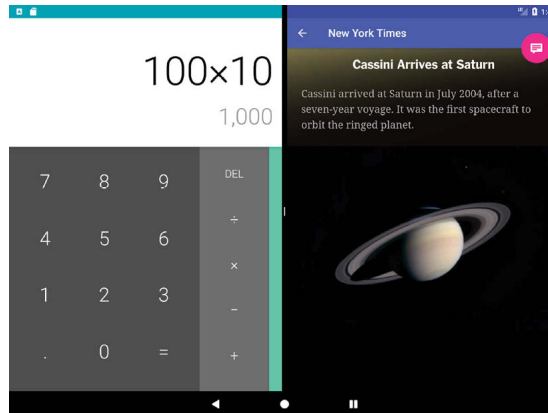 100×10
1,000
7 8 9 DEL
÷
4 5 6
×
1 2 3
−
. 0 = +
New York Times
Cassini Arrives at Saturn
Cassini arrived at Saturn in July 2004, after a
seven-year voyage. It was the first spacecraft to
orbit the ringed planet.